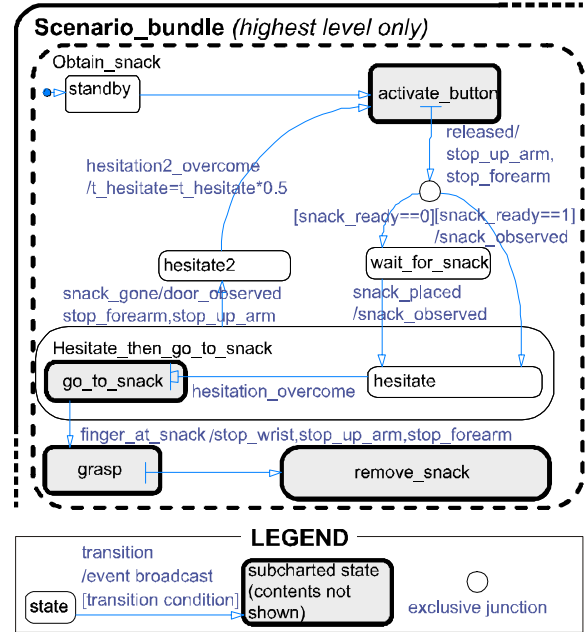 Scenario_bundle (highest level only)
Obtain_snack
standby
activate_button
released/
stop_up_arm,
stop_forearm
hesitation2_overcome
/t_hesitate=t_hesitate*0.5
[snack_ready==0]
[snack_ready==1]
/snack_observed
hesitate2
wait_for_snack
snack_gone/door_observed
stop_forearm,stop_up_arm
snack_placed
/snack_observed
Hesitate_then_go_to_snack
go_to_snack
hesitation_overcome
hesitate
finger_at_snack /stop_wrist,stop_up_arm,stop_forearm
grasp
remove_snack
LEGEND
transition
/event broadcast
[transition condition]
state
subcharted state
(contents not
shown)
exclusive junction